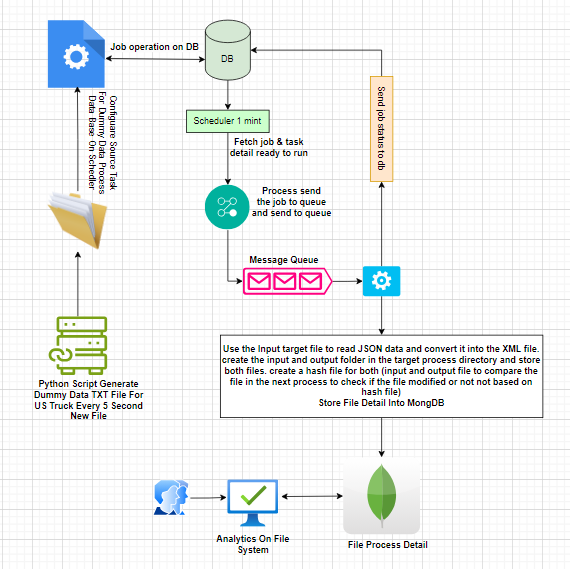 Job operation on DB
DB
Configuare Source Task
For Dummy Data Process
Data Base On Schedler
Scheduler 1 mint
Fetch job & task
detail ready to run
Process send
the job to queue
and send to queue
Send job status to db
Message Queue
Python Script Generate
Dummy Data TXT File For
US Truck Every 5 Second
New File
Use the Input target file to read JSON data and convert it into the XML file.
create the input and output folder in the target process directory and store
both files. create a hash file for both (input and output file to compare the
file in the next process to check if the file modified or not not based on
hash file)
Store File Detail Into MongDB
Analytics On File
System
File Process Detail